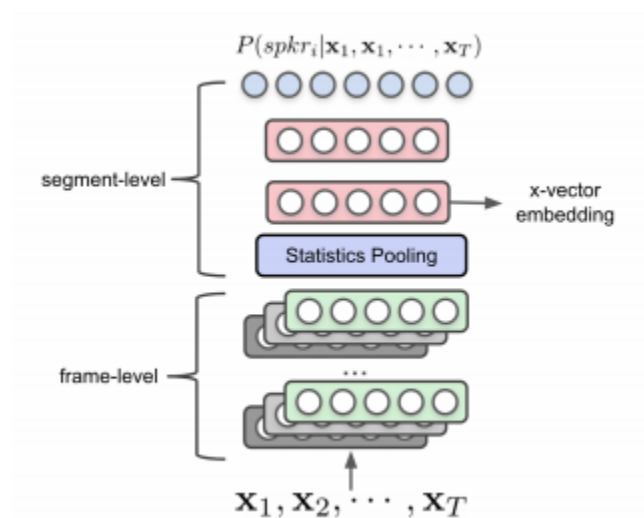 P(spkr_i|x_1, x_1, ⋯ , x_T)
segment-level
x-vector
embedding
Statistics Pooling
frame-level
...
x_1, x_2, ⋯ , x_T